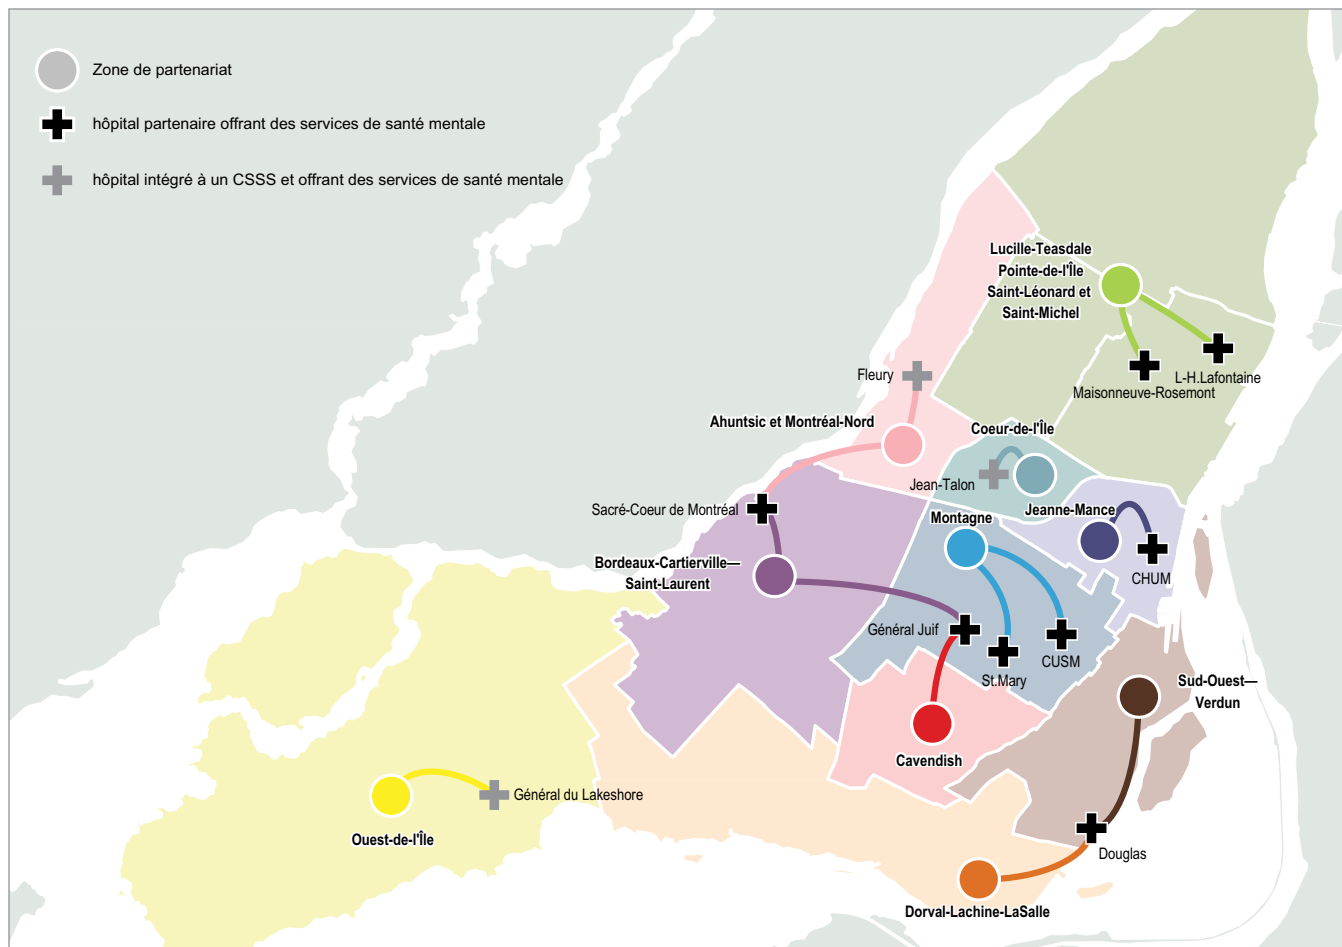 Zone de partenariat
hôpital partenaire offrant des services de santé mentale
hôpital intégré à un CSSS et offrant des services de santé mentale
Lucille-Teasdale
Pointe-de-l'Île
Saint-Léonard et
Saint-Michel
L-H.Lafontaine
Maisonneuve-Rosemont
Fleury
Ahuntsic et Montréal-Nord
Coeur-de-l'Île
Jean-Talon
Sacré-Coeur de Montréal
Montagne
Jeanne-Mance
CHUM
Bordeaux-Cartierville—
Saint-Laurent
Général Juif
St.Mary
CUSM
Sud-Ouest—
Verdun
Cavendish
Général du Lakeshore
Ouest-de-l'Île
Douglas
Dorval-Lachine-LaSalle